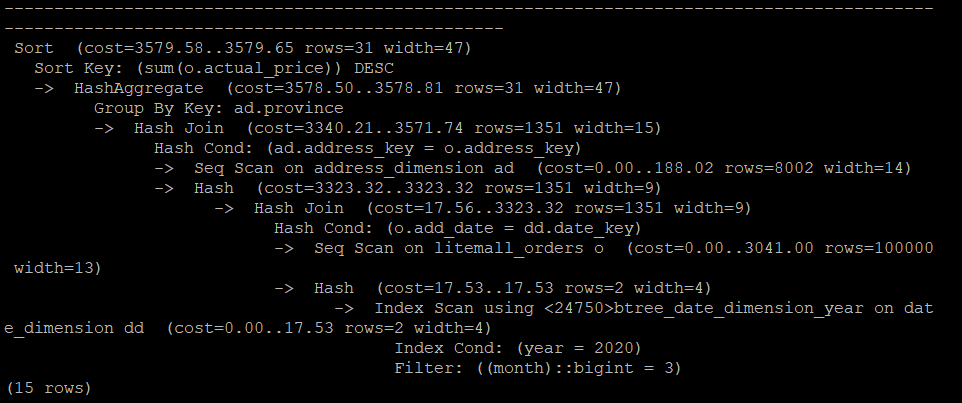 --------------------------------------------------------------------------------------------
--------------------------------------------------
Sort  (cost=3579.58..3579.65 rows=31 width=47)
  Sort Key: (sum(o.actual_price)) DESC
  ->  HashAggregate  (cost=3578.50..3578.81 rows=31 width=47)
        Group By Key: ad.province
        ->  Hash Join  (cost=3340.21..3571.74 rows=1351 width=15)
              Hash Cond: (ad.address_key = o.address_key)
              ->  Seq Scan on address_dimension ad  (cost=0.00..188.02 rows=8002 width=14)
              ->  Hash  (cost=3323.32..3323.32 rows=1351 width=9)
                    ->  Hash Join  (cost=17.56..3323.32 rows=1351 width=9)
                          Hash Cond: (o.add_date = dd.date_key)
                          ->  Seq Scan on litemall_orders o  (cost=0.00..3041.00 rows=100000
width=13)
                          ->  Hash  (cost=17.53..17.53 rows=2 width=4)
                                ->  Index Scan using <24750>btree_date_dimension_year on dat
e_dimension dd  (cost=0.00..17.53 rows=2 width=4)
                                      Index Cond: (year = 2020)
                                      Filter: ((month)::bigint = 3)
(15 rows)